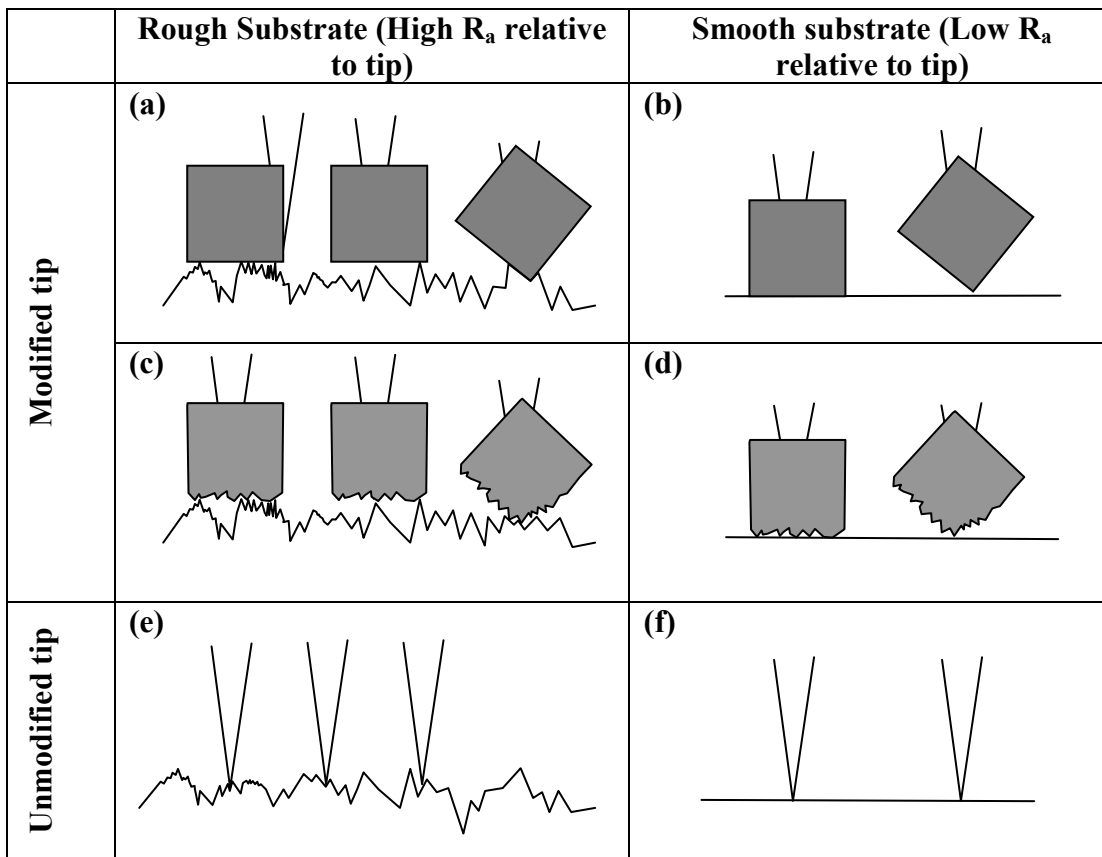 Rough Substrate (High Ra relative
to tip)
Smooth substrate (Low Ra
relative to tip)
Modified tip
(a)
(b)
(c)
(d)
Unmodified tip
(e)
(f)